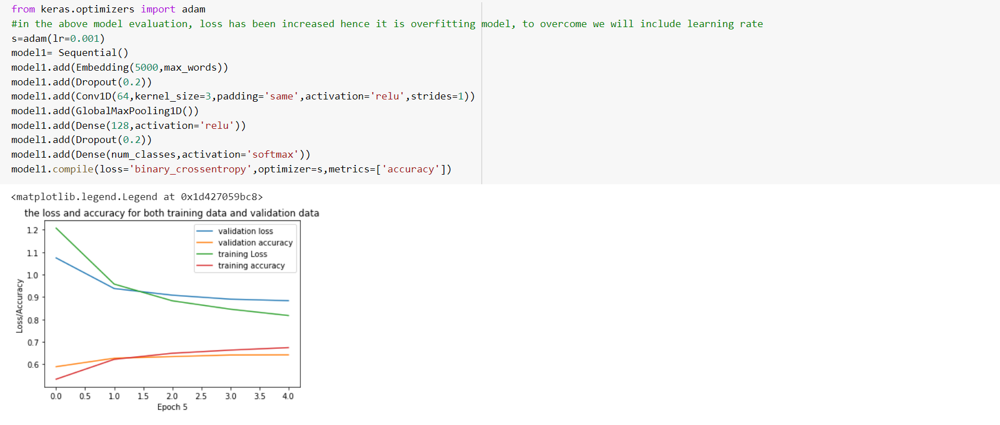 from keras.optimizers import adam
#in the above model evaluation, loss has been increased hence it is overfitting model, to overcome we will include learning rate
s=adam(lr=0.001)
model1= Sequential()
model1.add(Embedding(5000,max_words))
model1.add(Dropout(0.2))
model1.add(Conv1D(64,kernel_size=3,padding='same',activation='relu',strides=1))
model1.add(GlobalMaxPooling1D())
model1.add(Dense(128,activation='relu'))
model1.add(Dropout(0.2))
model1.add(Dense(num_classes,activation='softmax'))
model1.compile(loss='binary_crossentropy',optimizer=s,metrics=['accuracy'])
<matplotlib.legend.Legend at 0x1d427059bc8>
the loss and accuracy for both training data and validation data
validation loss
validation accuracy
training Loss
training accuracy
Loss/Accuracy
1.2
1.1
1.0
0.9
0.8
0.7
0.6
0.0 0.5 1.0 1.5 2.0 2.5 3.0 3.5 4.0
Epoch 5